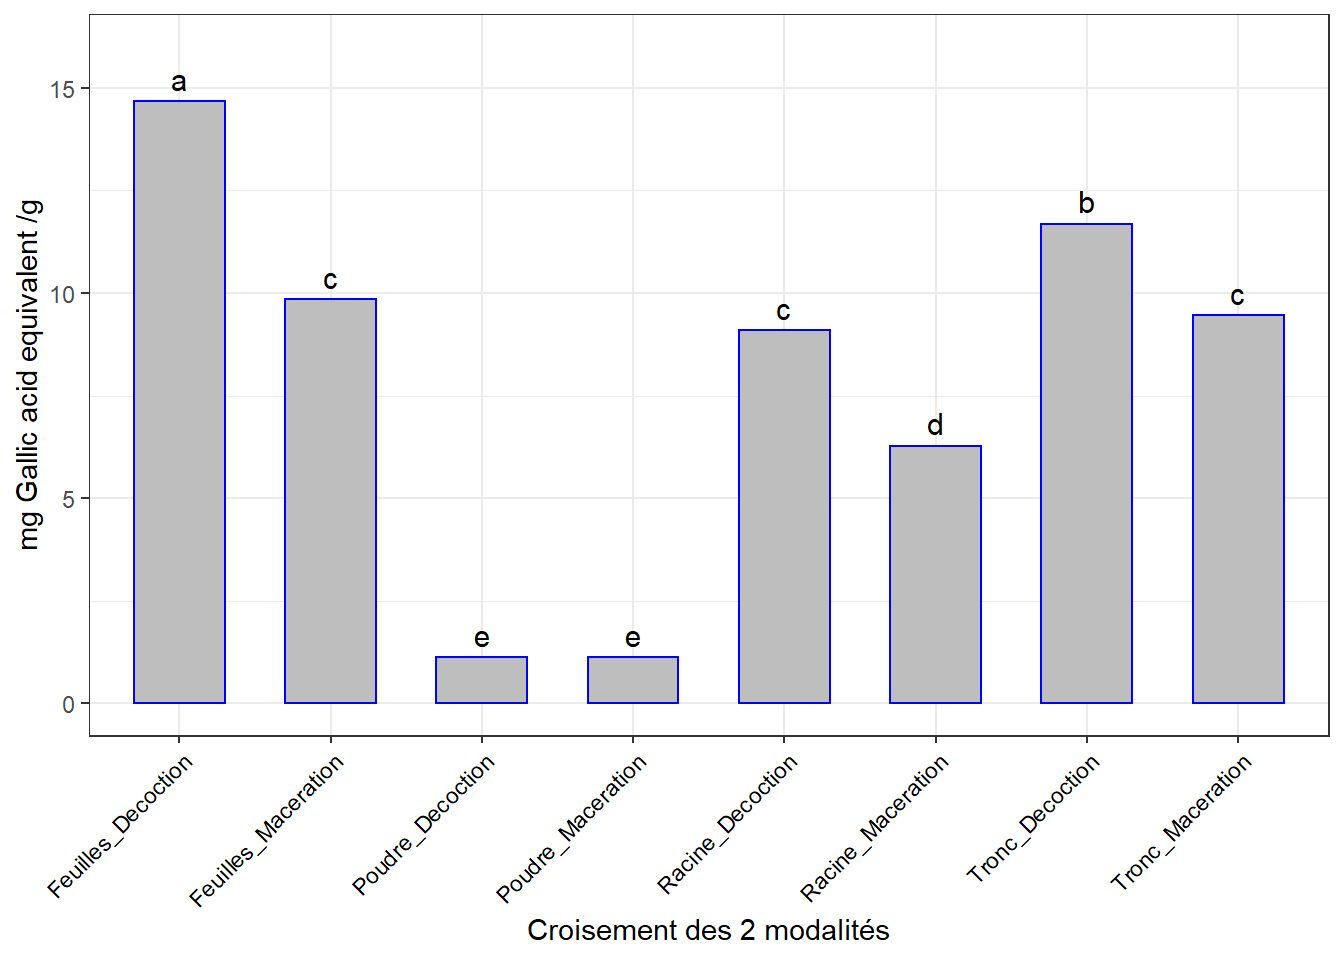 mg Gallic acid equivalent /g
15
10
5
0
a
c
e
e
c
d
b
c
Feuilles_Decoction
Feuilles_Maceration
Poudre_Decoction
Poudre_Maceration
Racine_Decoction
Racine_Maceration
Tronc_Decoction
Tronc_Maceration
Croisement des 2 modalités